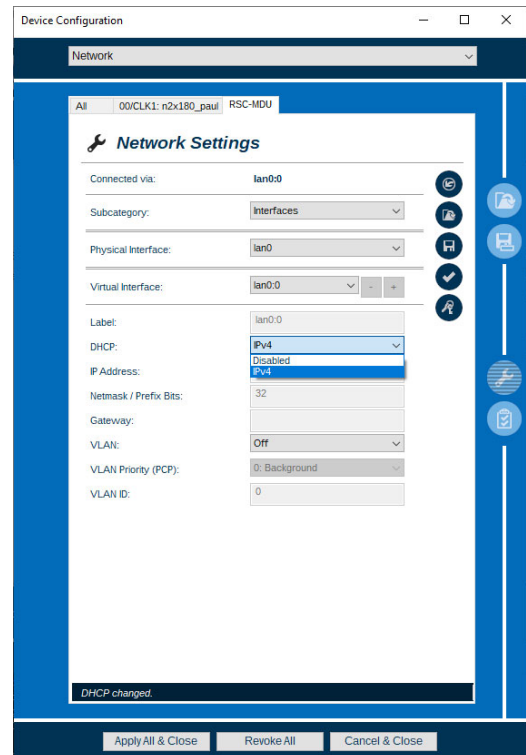 Device Configuration
Network
All 00/CLK1: n2x180_paul RSC-MDU
Network Settings
Connected via: lan0:0
Subcategory: Interfaces
Physical Interface: lan0
Virtual Interface: lan0:0 - +
Label: lan0:0
DHCP: IPv4
Disabled
IP Address: IPv4
Netmask / Prefix Bits: 32
Gateway:
VLAN: Off
VLAN Priority (PCP): 0: Background
VLAN ID: 0
DHCP changed.
Apply All & Close Revoke All Cancel & Close